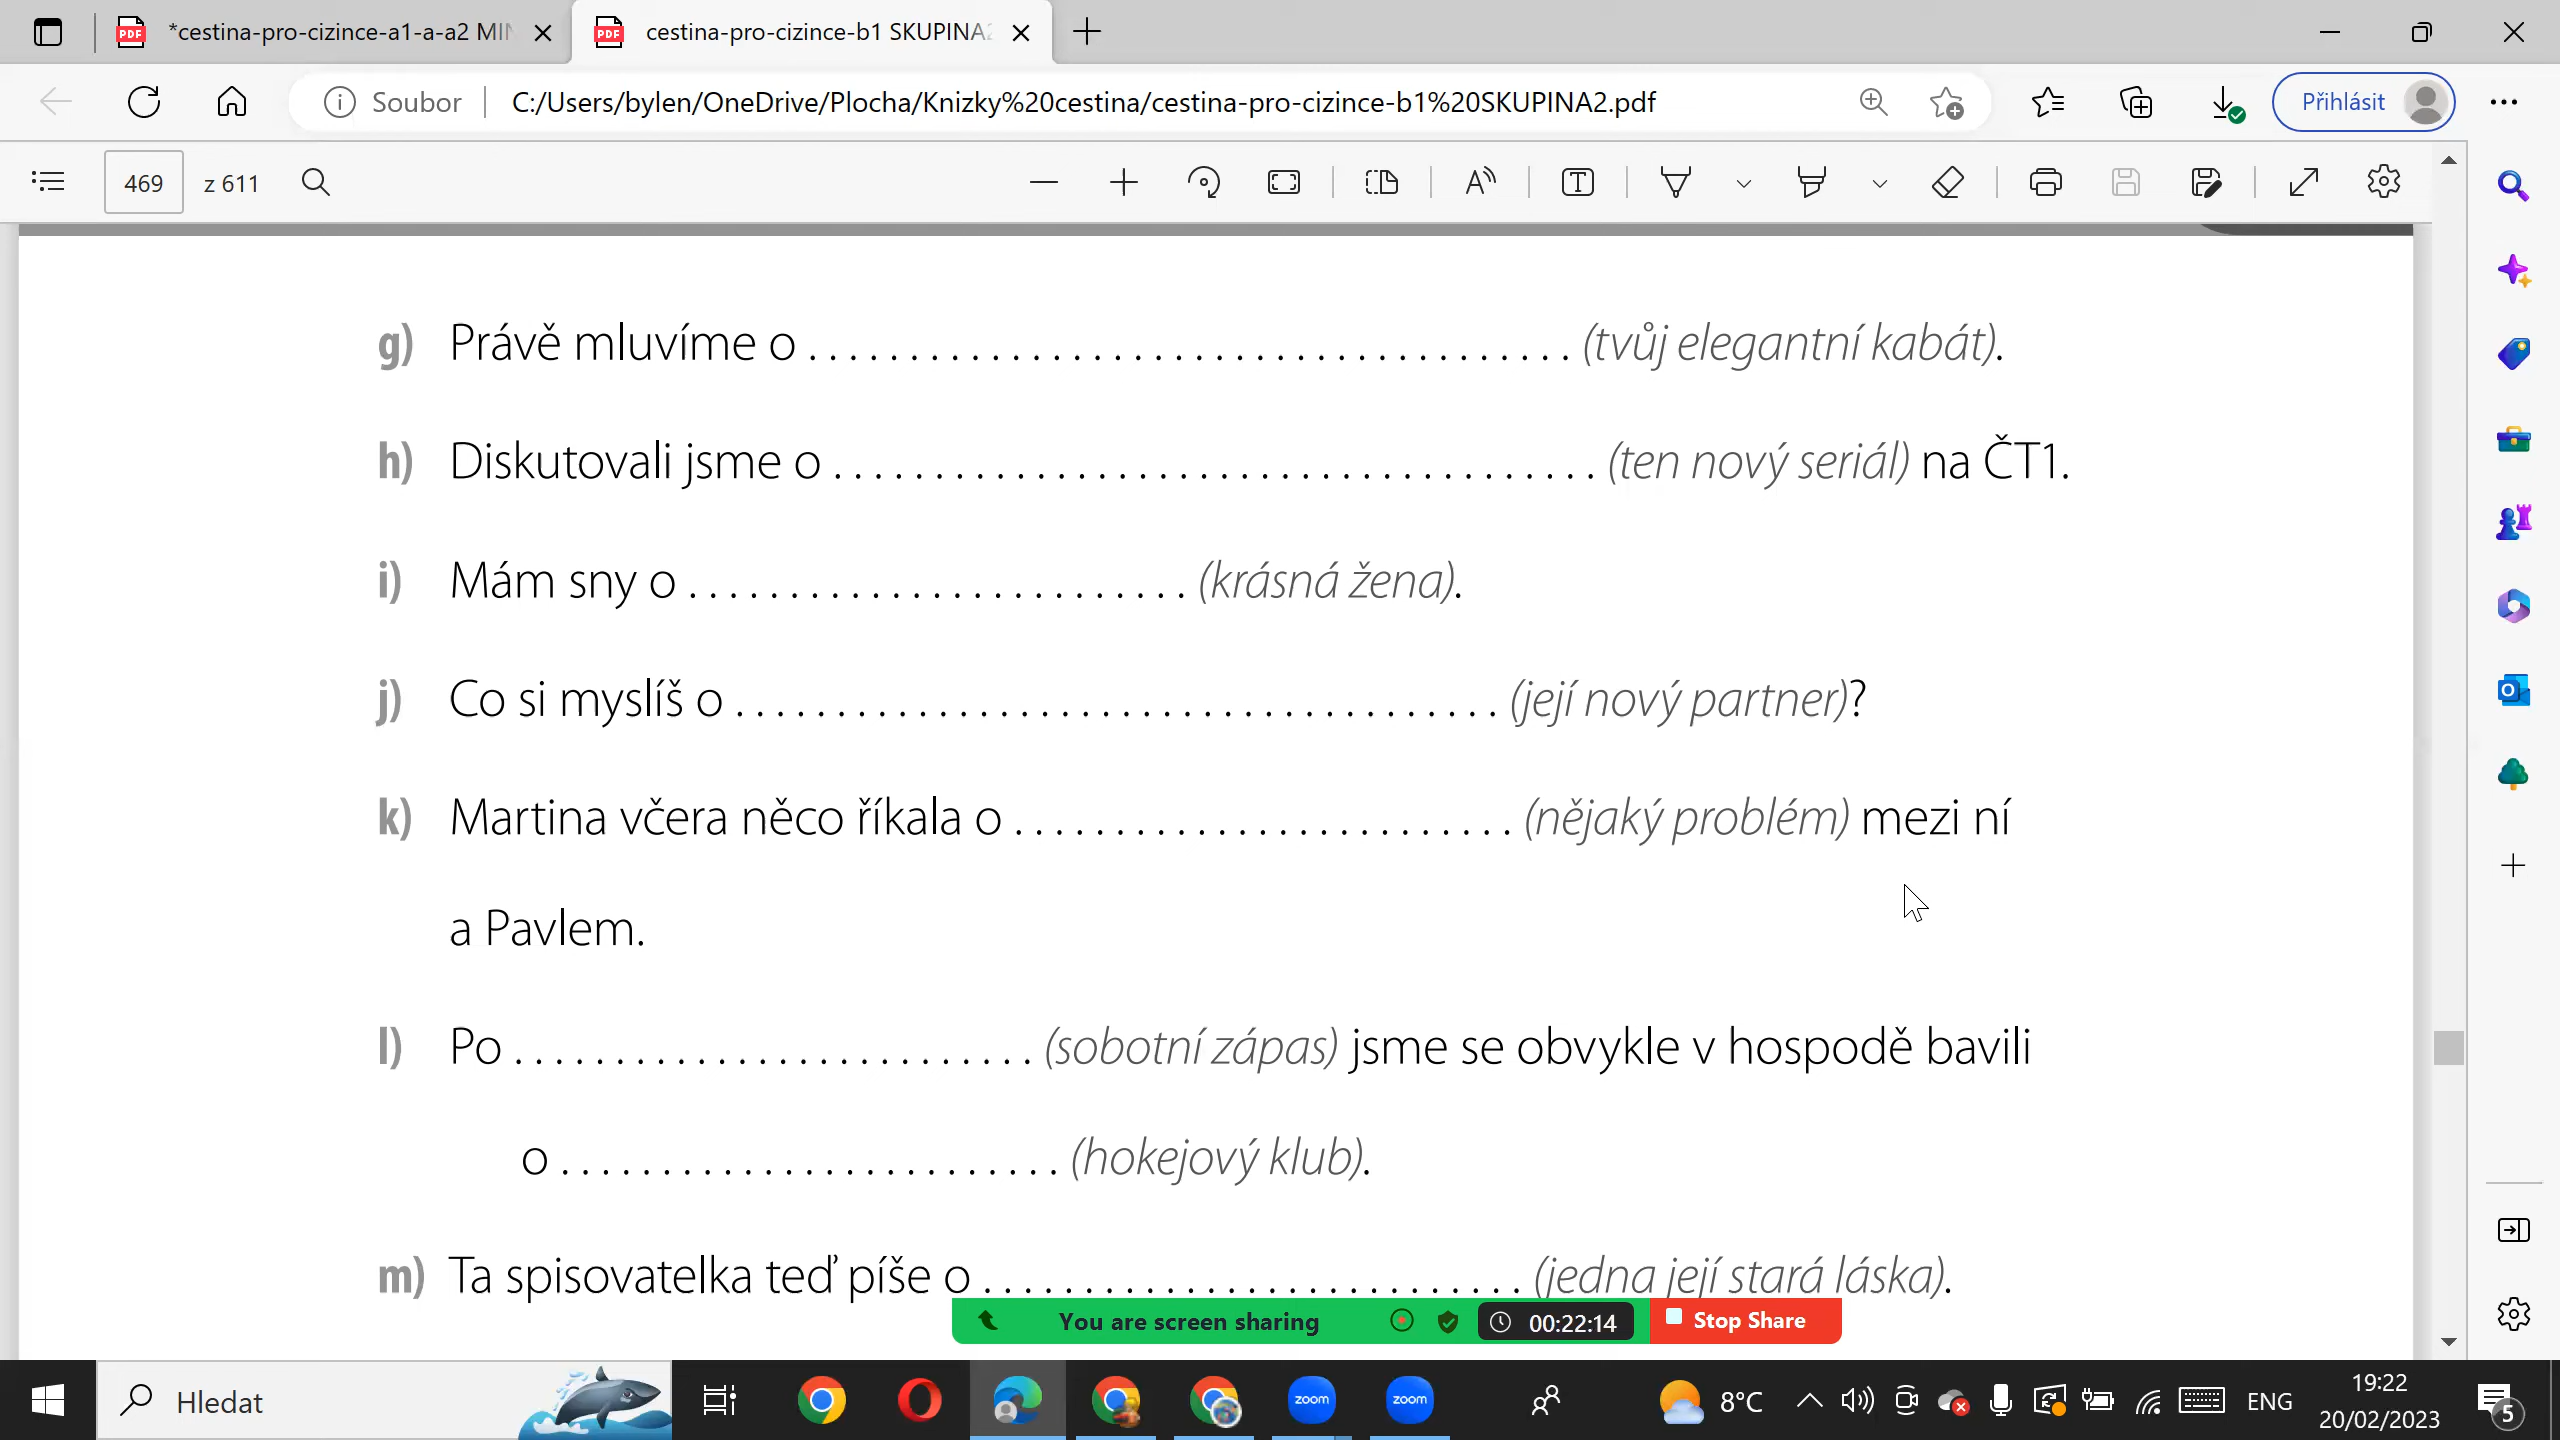 *cestina-pro-cizince-a1-a-a2 MIN
cestina-pro-cizince-b1 SKUPINA2
Soubor
C:/Users/bylen/OneDrive/Plocha/Knizky%20cestina/cestina-pro-cizince-b1%20SKUPINA2.pdf
Přihlásit
469 z 611
g) Právě mluvíme o ...................................... (tvůj elegantní kabát).
h) Diskutovali jsme o ...................................... (ten nový seriál) na ČT1.
i) Mám sny o ......................... (krásná žena).
j) Co si myslíš o ...................................... (její nový partner)?
k) Martina včera něco říkala o ......................... (nějaký problém) mezi ní
a Pavlem.
l) Po .......................... (sobotní zápas) jsme se obvykle v hospodě bavili
o ......................... (hokejový klub).
m) Ta spisovatelka teď píše o ........................... (jedna její stará láska).
You are screen sharing 00:22:14 Stop Share
Hledat
zoom
zoom
8°C
ENG
19:22
20/02/2023
5